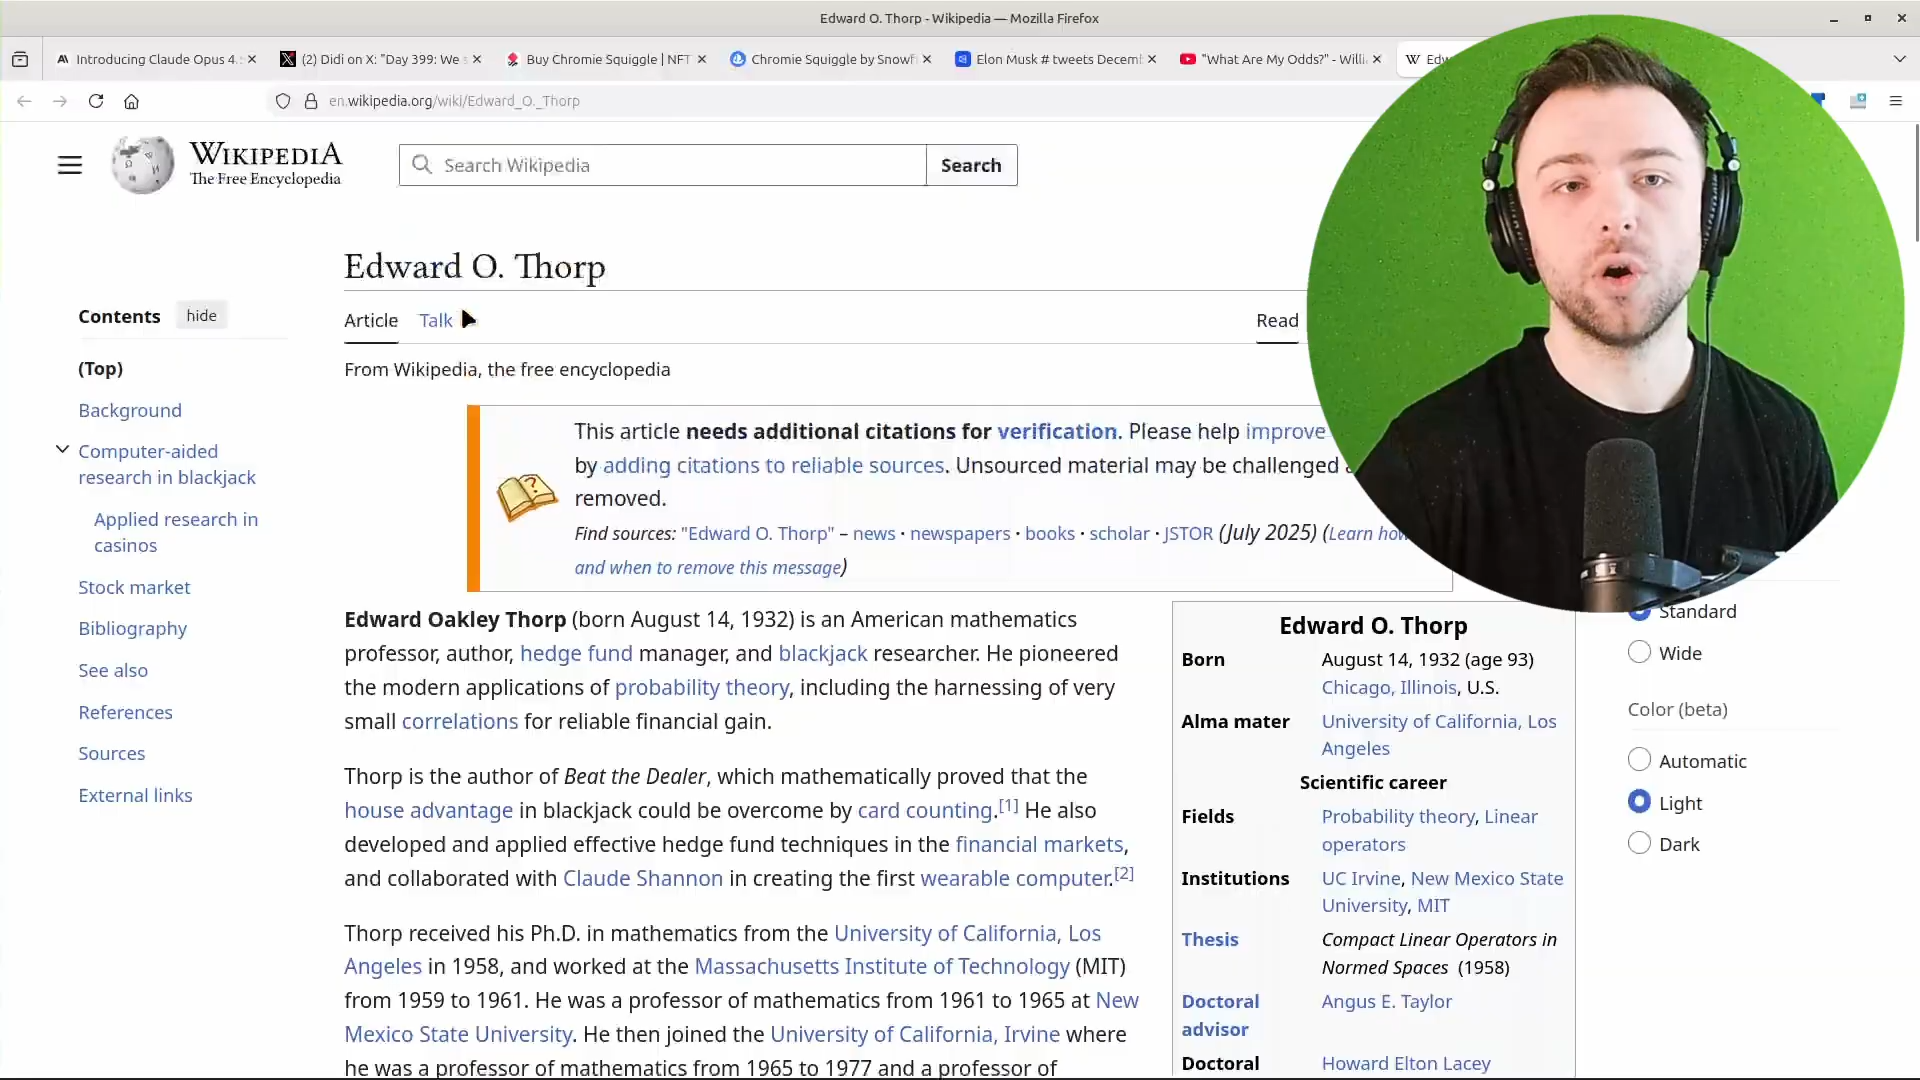 Edward O. Thorp - Wikipedia — Mozilla Firefox
Introducing Claude Opus 4.
(2) Didi on X: "Day 399: We s
Buy Chromie Squiggle | NFT
Chromie Squiggle by Snowf
Elon Musk # tweets Decem
"What Are My Odds?" - Willi
Edw
en.wikipedia.org/wiki/Edward_O._Thorp
WIKIPEDIA
The Free Encyclopedia
Search Wikipedia
Search
Edward O. Thorp
Contents
hide
Article
Talk
Read
From Wikipedia, the free encyclopedia
(Top)
Background
Computer-aided
research in blackjack
Applied research in
casinos
Stock market
Bibliography
See also
References
Sources
External links
This article needs additional citations for verification. Please help improve
by adding citations to reliable sources. Unsourced material may be challenged
removed.
Find sources: "Edward O. Thorp" – news · newspapers · books · scholar · JSTOR (July 2025) (Learn how
and when to remove this message)
Edward Oakley Thorp (born August 14, 1932) is an American mathematics
professor, author, hedge fund manager, and blackjack researcher. He pioneered
the modern applications of probability theory, including the harnessing of very
small correlations for reliable financial gain.
Thorp is the author of Beat the Dealer, which mathematically proved that the
house advantage in blackjack could be overcome by card counting.[1] He also
developed and applied effective hedge fund techniques in the financial markets,
and collaborated with Claude Shannon in creating the first wearable computer.[2]
Thorp received his Ph.D. in mathematics from the University of California, Los
Angeles in 1958, and worked at the Massachusetts Institute of Technology (MIT)
from 1959 to 1961. He was a professor of mathematics from 1961 to 1965 at New
Mexico State University. He then joined the University of California, Irvine where
he was a professor of mathematics from 1965 to 1977 and a professor of
Edward O. Thorp
Born August 14, 1932 (age 93)
Chicago, Illinois, U.S.
Alma mater University of California, Los
Angeles
Scientific career
Fields Probability theory, Linear
operators
Institutions UC Irvine, New Mexico State
University, MIT
Thesis Compact Linear Operators in
Normed Spaces (1958)
Doctoral Angus E. Taylor
advisor
Doctoral Howard Elton Lacey
Standard
Wide
Color (beta)
Automatic
Light
Dark